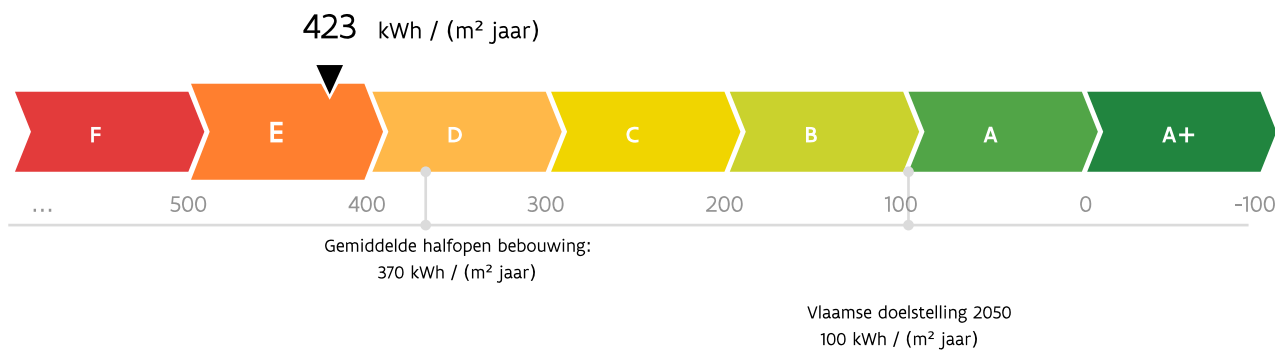 423 kWh / (m² jaar)
F E D C B A A+
... 500 400 300 200 100 0 -100
Gemiddelde halfopen bebouwing:
370 kWh / (m² jaar)
Vlaamse doelstelling 2050
100 kWh / (m² jaar)